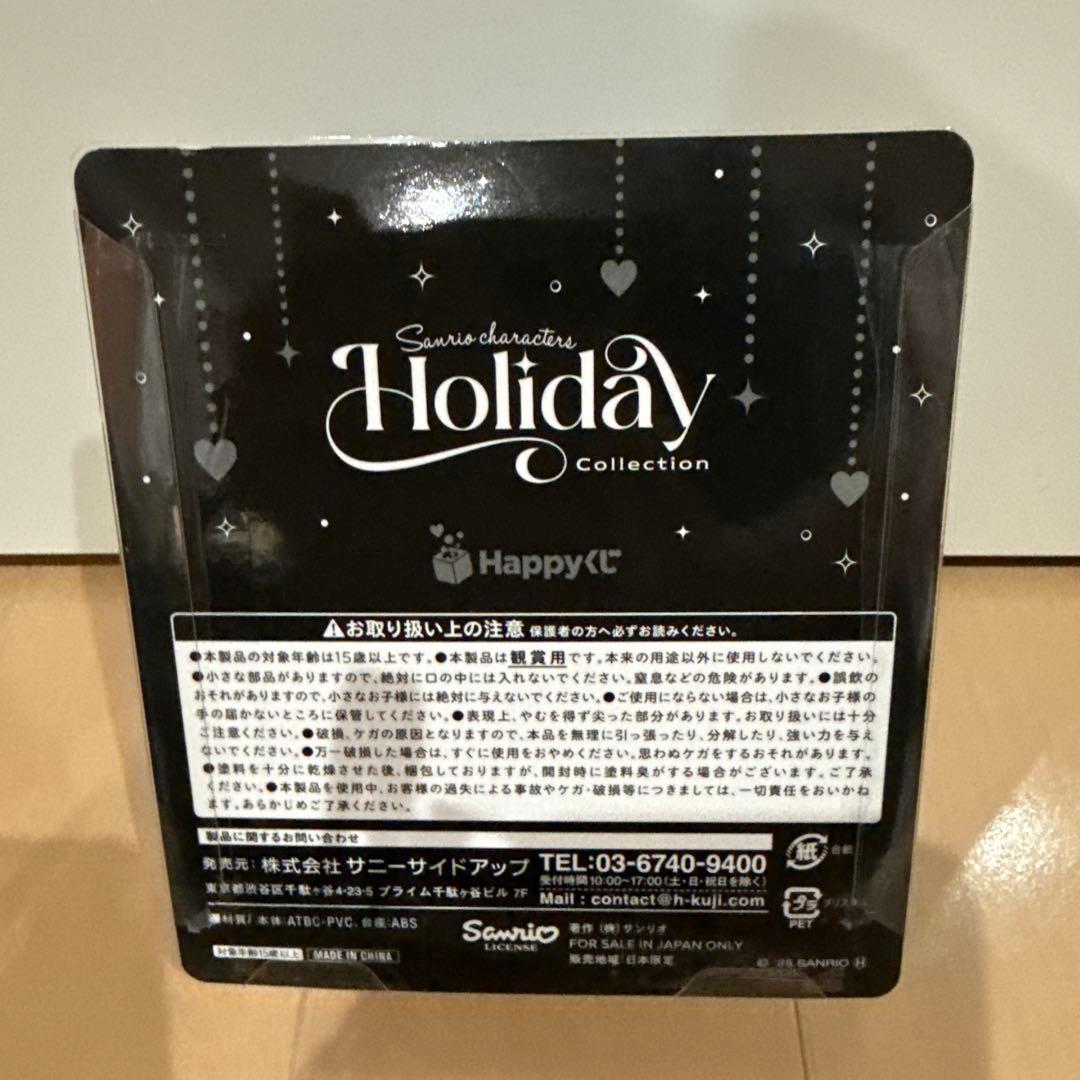 Sanrio characters
Holiday
Collection
Happyくじ
⚠お取り扱い上の注意 保護者の方へ必ずお読みください。
●本製品の対象年齢は15歳以上です。●本製品は観賞用です。本来の用途以外に使用しないでください。
●小さな部品がありますので、絶対に口の中には入れないでください。窒息などの危険があります。●誤飲の
おそれがありますので、小さなお子様には絶対に与えないでください。●ご使用にならない場合は、小さなお子様の
手の届かないところに保管してください。●表現上、やむを得ず尖った部分があります。お取り扱いには十分
ご注意ください。●破損、ケガの原因となりますので、本品を無理に引っ張ったり、分解したり、強い力を与え
ないでください。●万一破損した場合は、すぐに使用をおやめください。思わぬケガをするおそれがあります。
●塗料を十分に乾燥させた後、梱包しておりますが、開封時に塗料臭がする場合がございます。ご了承
ください。●本製品を使用中、お客様の過失による事故やケガ・破損等につきましては、一切責任をおいかね
ます。あらかじめご了承ください。
製品に関するお問い合わせ
発売元:株式会社 サニーサイドアップ
東京都渋谷区千駄ヶ谷4-23-5 プライム千駄ヶ谷ビル 7F
TEL:03-6740-9400
受付時間10:00~17:00(土・日・祝日を除く)
Mail : contact@h-kuji.com
紙 台紙
プラ ブリスター
PET
材質/本体:ATBC-PVC、台座:ABS
対象年齢15歳以上 MADE IN CHINA
Sanrio
LICENSE
著作 (株)サンリオ
FOR SALE IN JAPAN ONLY
販売地域:日本限定
SANRIO H